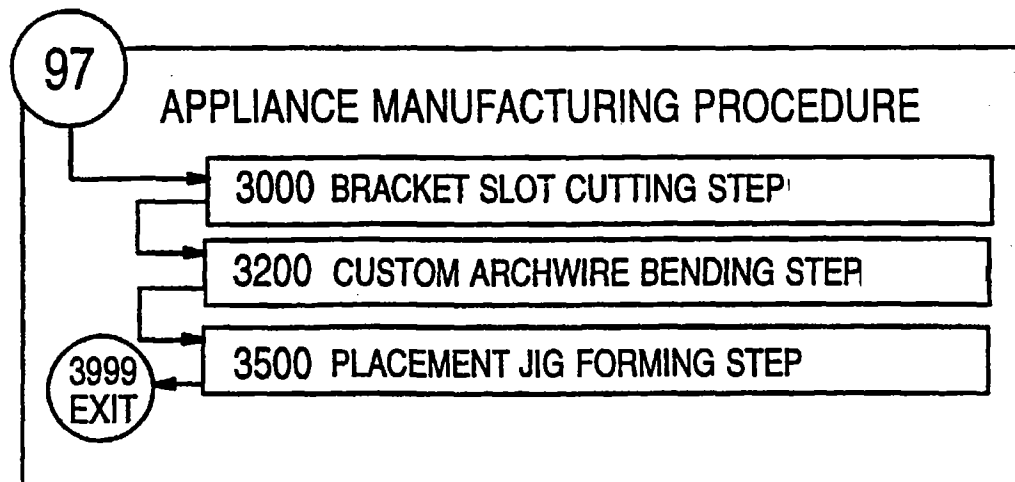 97
APPLIANCE MANUFACTURING PROCEDURE
3000 BRACKET SLOT CUTTING STEP
3200 CUSTOM ARCHWIRE BENDING STEP
3500 PLACEMENT JIG FORMING STEP
3999
EXIT